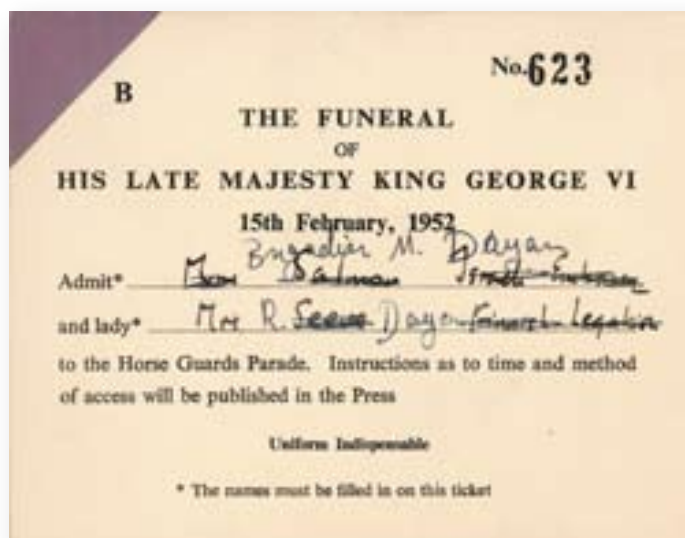 B
No. 623
THE FUNERAL
OF
HIS LATE MAJESTY KING GEORGE VI
15th February, 1952
Brigadier M. Dayan
Admit*
and lady* Mrs R. Dayan Legation
to the Horse Guards Parade. Instructions as to time and method
of access will be published in the Press
Uniform Indispensable
* The names must be filled in on this ticket